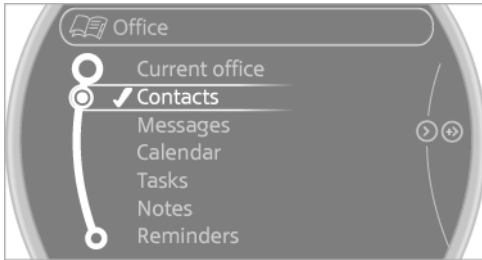 Office
Current office
Contacts
Messages
Calendar
Tasks
Notes
Reminders